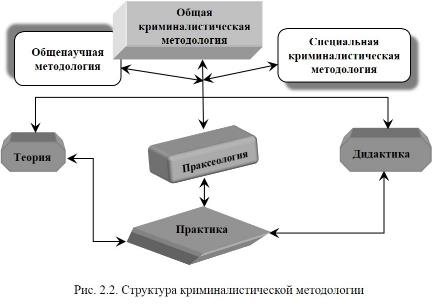 Общая
криминалистическая
методология
Общенаучная
методология
Специальная
криминалистическая
методология
Теория
Праксеология
Дидактика
Практика
Рис. 2.2. Структура криминалистической методологии